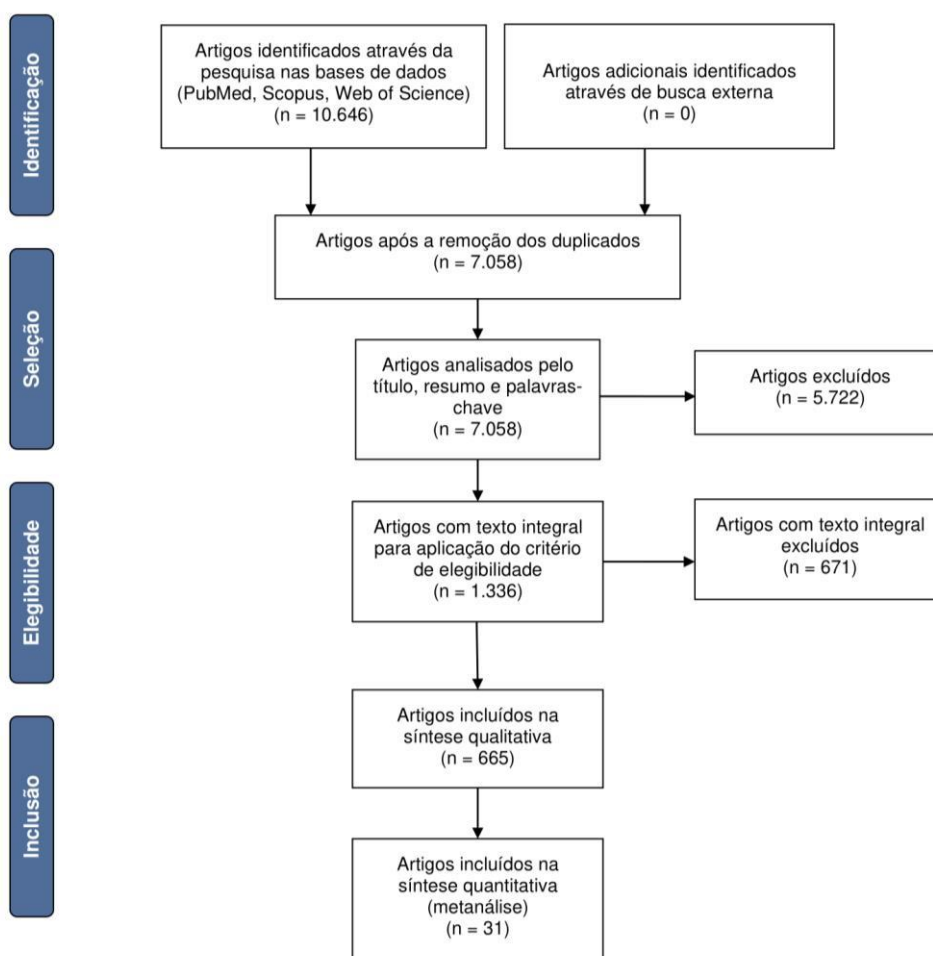 Identificação
Artigos identificados através da
pesquisa nas bases de dados
(PubMed, Scopus, Web of Science)
(n = 10.646)
Artigos adicionais identificados
através de busca externa
(n = 0)
Artigos após a remoção dos duplicados
(n = 7.058)
Seleção
Artigos analisados pelo
título, resumo e palavras-
chave
(n = 7.058)
Artigos excluídos
(n = 5.722)
Elegibilidade
Artigos com texto integral
para aplicação do critério
de elegibilidade
(n = 1.336)
Artigos com texto integral
excluídos
(n = 671)
Artigos incluídos na
síntese qualitativa
(n = 665)
Inclusão
Artigos incluídos na
síntese quantitativa
(metanálise)
(n = 31)